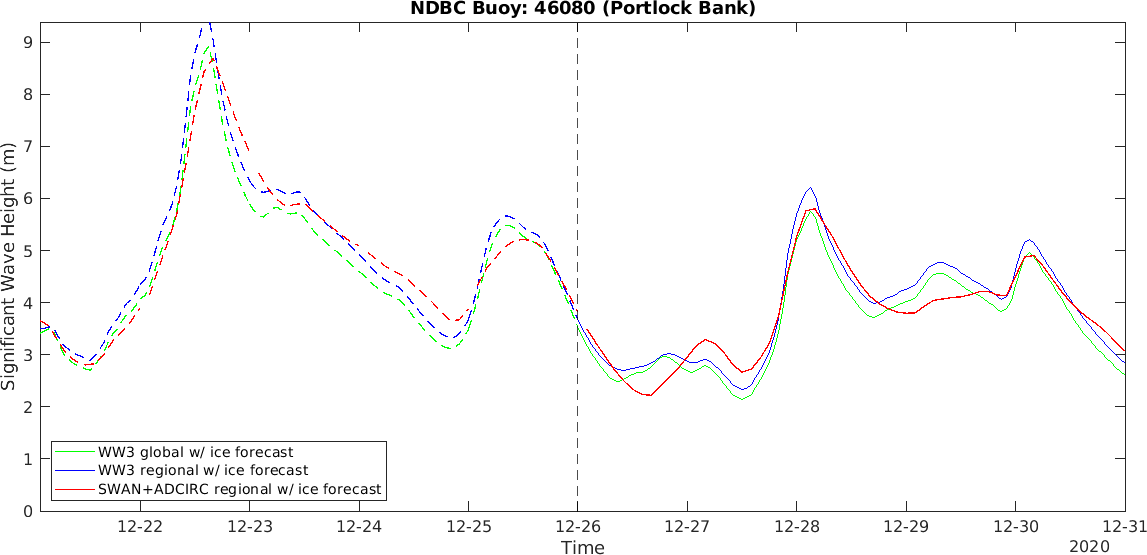 NDBC Buoy: 46080 (Portlock Bank)
Significant Wave Height (m)
9
8
7
6
5
4
3
2
1
0
WW3 global w/ ice forecast
WW3 regional w/ ice forecast
SWAN+ADCIRC regional w/ ice forecast
12-22 12-23 12-24 12-25 12-26 12-27 12-28 12-29 12-30 12-31
Time
2020